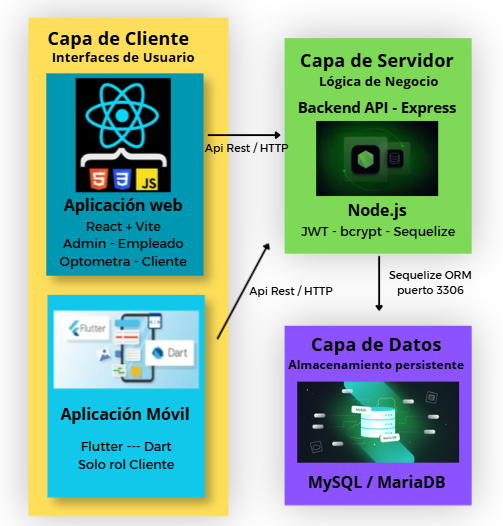 Capa de Cliente
Interfaces de Usuario
JS
Aplicación web
React + Vite
Admin - Empleado
Optometra - Cliente
Flutter
Dart
Aplicación Móvil
Flutter --- Dart
Solo rol Cliente
Api Rest / HTTP
Api Rest / HTTP
Capa de Servidor
Lógica de Negocio
Backend API - Express
Node.js
JWT - bcrypt - Sequelize
Sequelize ORM
puerto 3306
Capa de Datos
Almacenamiento persistente
MySQL
MariaDB
MySQL / MariaDB